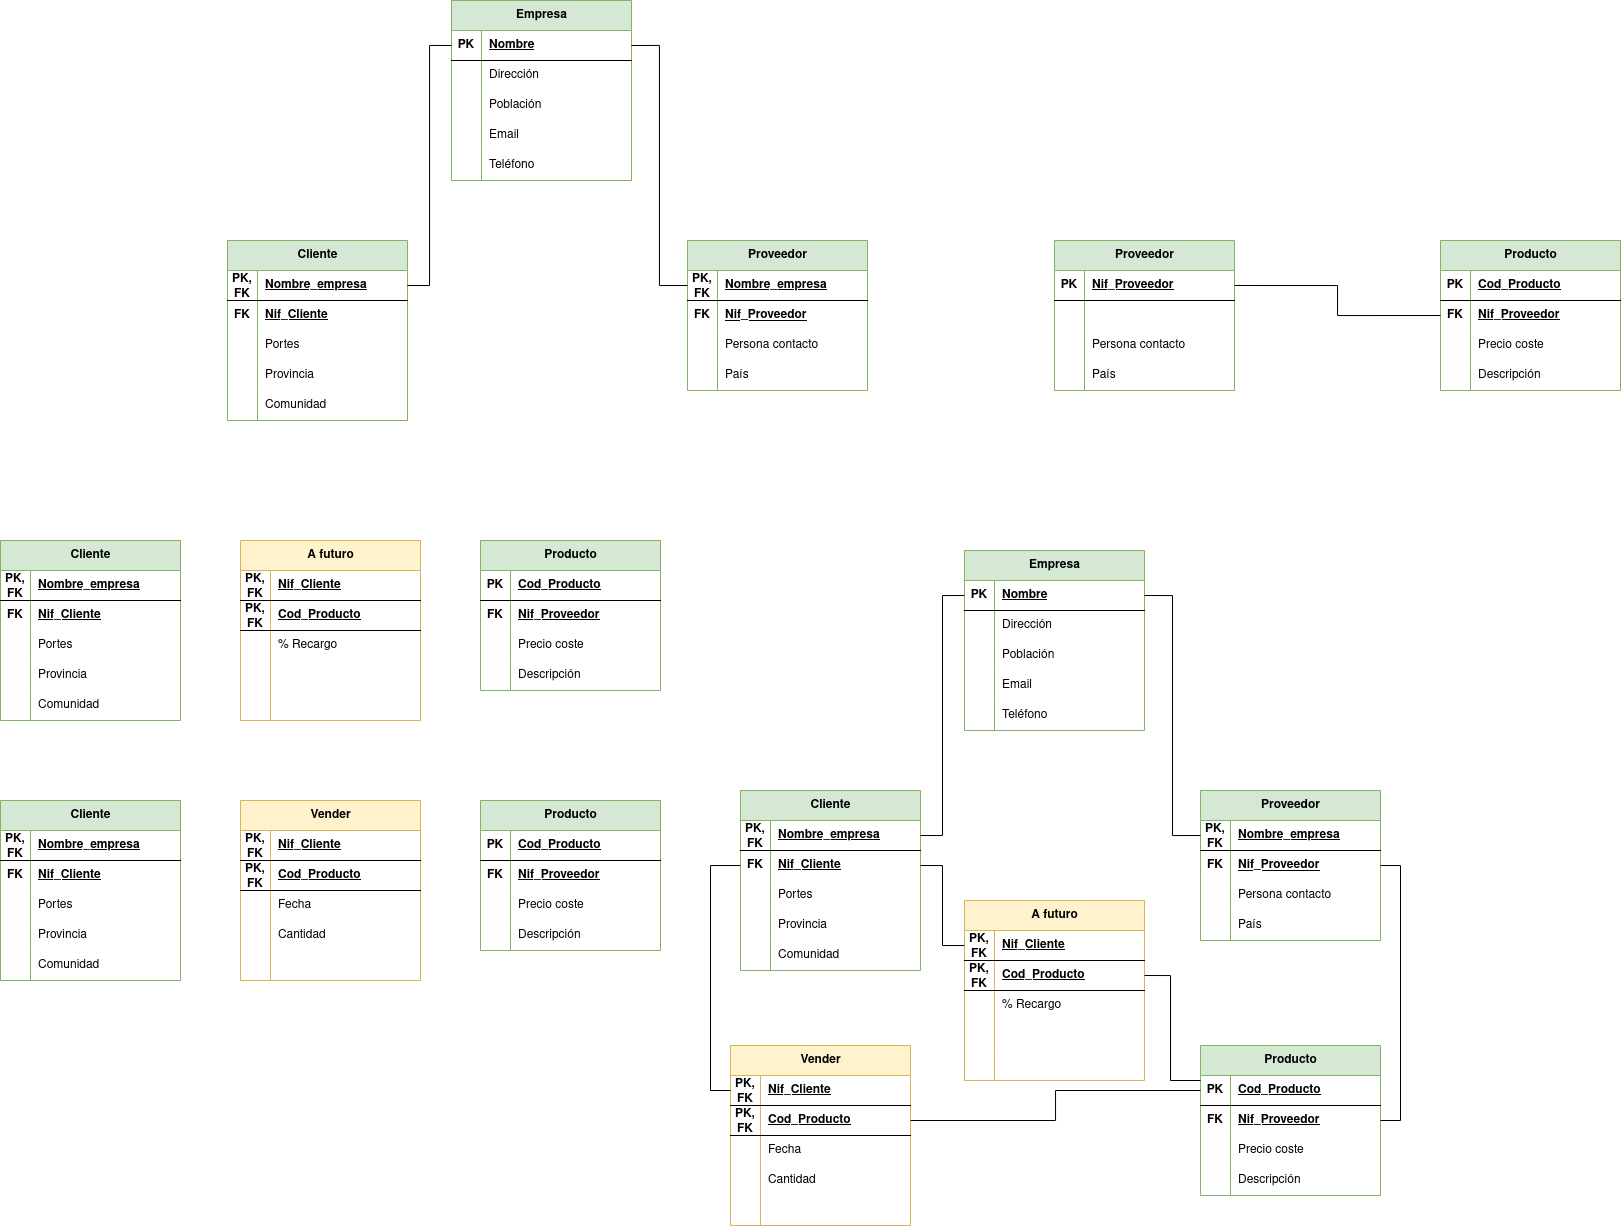 Empresa
PK Nombre
Dirección
Población
Email
Teléfono
Cliente
PK,
FK Nombre_empresa
FK Nif_Cliente
Portes
Provincia
Comunidad
Proveedor
PK,
FK Nombre_empresa
FK Nif_Proveedor
Persona contacto
País
Proveedor
PK Nif_Proveedor
Persona contacto
País
Producto
PK Cod_Producto
FK Nif_Proveedor
Precio coste
Descripción
Cliente
PK,
FK Nombre_empresa
FK Nif_Cliente
Portes
Provincia
Comunidad
A futuro
PK,
FK Nif_Cliente
PK,
FK Cod_Producto
% Recargo
Producto
PK Cod_Producto
FK Nif_Proveedor
Precio coste
Descripción
Cliente
PK,
FK Nombre_empresa
FK Nif_Cliente
Portes
Provincia
Comunidad
Vender
PK,
FK Nif_Cliente
PK,
FK Cod_Producto
Fecha
Cantidad
Producto
PK Cod_Producto
FK Nif_Proveedor
Precio coste
Descripción
Empresa
PK Nombre
Dirección
Población
Email
Teléfono
Cliente
PK,
FK Nombre_empresa
FK Nif_Cliente
Portes
Provincia
Comunidad
Proveedor
PK,
FK Nombre_empresa
FK Nif_Proveedor
Persona contacto
País
A futuro
PK,
FK Nif_Cliente
PK,
FK Cod_Producto
% Recargo
Vender
PK,
FK Nif_Cliente
PK,
FK Cod_Producto
Fecha
Cantidad
Producto
PK Cod_Producto
FK Nif_Proveedor
Precio coste
Descripción